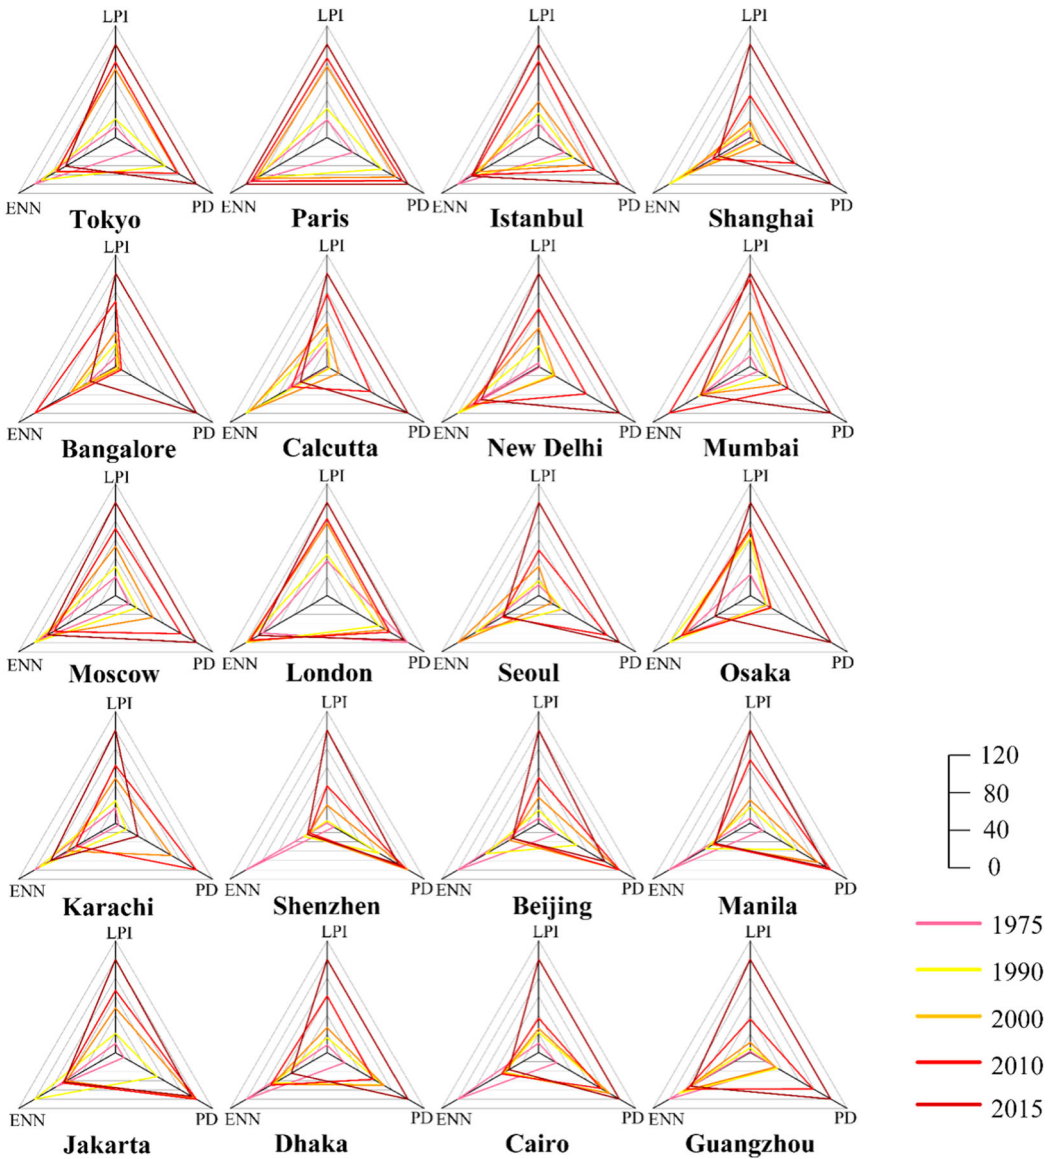 LPI LPI LPI LPI
ENN PD ENN PD ENN PD ENN PD
Tokyo Paris Istanbul Shanghai
LPI LPI LPI LPI
ENN PD ENN PD ENN PD ENN PD
Bangalore Calcutta New Delhi Mumbai
LPI LPI LPI LPI
ENN PD ENN PD ENN PD ENN PD
Moscow London Seoul Osaka
LPI LPI LPI LPI
ENN PD ENN PD ENN PD ENN PD
Karachi Shenzhen Beijing Manila
LPI LPI LPI LPI
ENN PD ENN PD ENN PD ENN PD
Jakarta Dhaka Cairo Guangzhou
120
80
40
0
1975
1990
2000
2010
2015